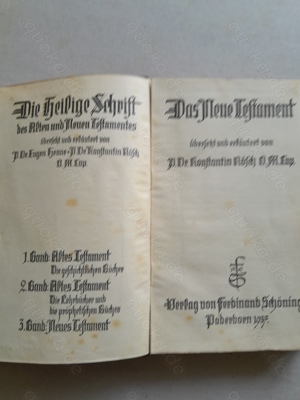 Die Heilige Schrift
des Alten und Neuen Testamentes
übersetzt und erläutert von
P. Dr. Eugen Henne · P. Dr. Konstantin Rösch
O. M. Cap.
1. Band: Altes Testament
Die geschichtlichen Bücher
2. Band: Altes Testament
Die Lehrbücher und
die prophetischen Bücher
3. Band: Neues Testament
Das Neue Testament
übersetzt und erläutert von
P. Dr. Konstantin Rösch O. M. Cap.
Verlag von Ferdinand Schöning
Paderborn